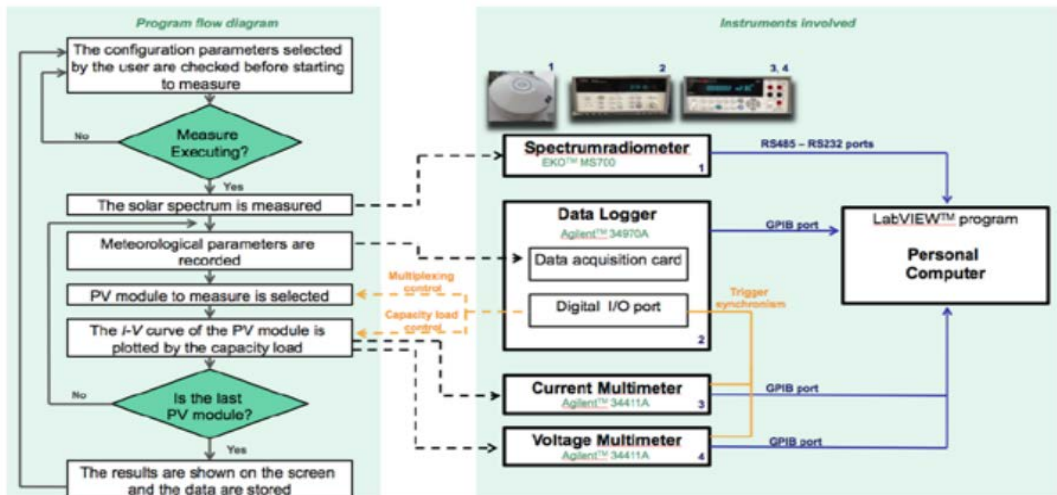 Program flow diagram
The configuration parameters selected
by the user are checked before starting
to measure
No
Measure
Executing?
Yes
The solar spectrum is measured
Meteorological parameters are
recorded
PV module to measure is selected
The i-V curve of the PV module is
plotted by the capacity load
No
Is the last
PV module?
Yes
The results are shown on the screen
and the data are stored
Multiplexing
control
Capacity load
control
Instruments involved
1
2
3, 4
Spectrumradiometer
EKO™ MS700
1
RS485 – RS232 ports
Data Logger
Agilent™ 34970A
Data acquisition card
Digital I/O port
2
GPIB port
Trigger
synchronism
LabVIEW™ program
Personal
Computer
Current Multimeter
Agilent™ 34411A
3
GPIB port
Voltage Multimeter
Agilent™ 34411A
4
GPIB port